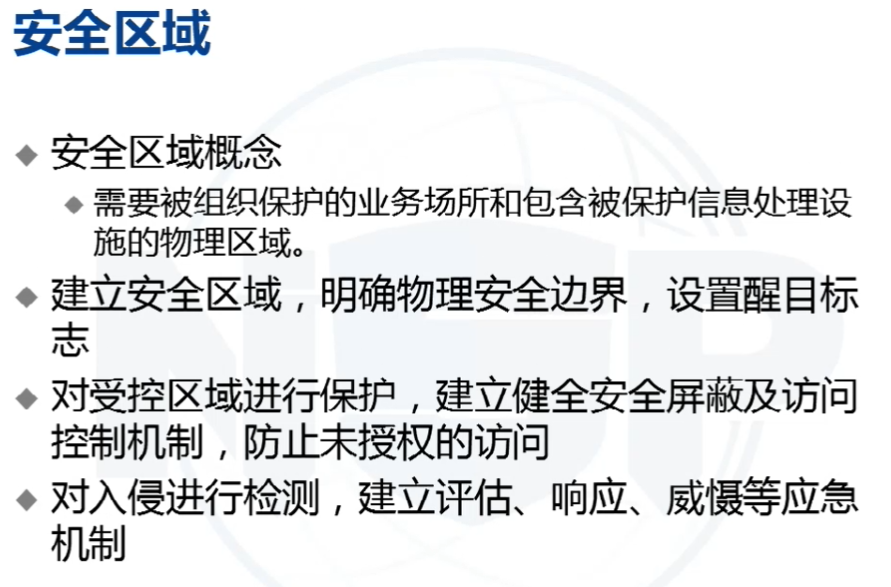 安全区域
◆ 安全区域概念
◆ 需要被组织保护的业务场所和包含被保护信息处理设
施的物理区域。
◆ 建立安全区域，明确物理安全边界，设置醒目标
志
◆ 对受控区域进行保护，建立健全安全屏蔽及访问
控制机制，防止未授权的访问
◆ 对入侵进行检测，建立评估、响应、威慑等应急
机制